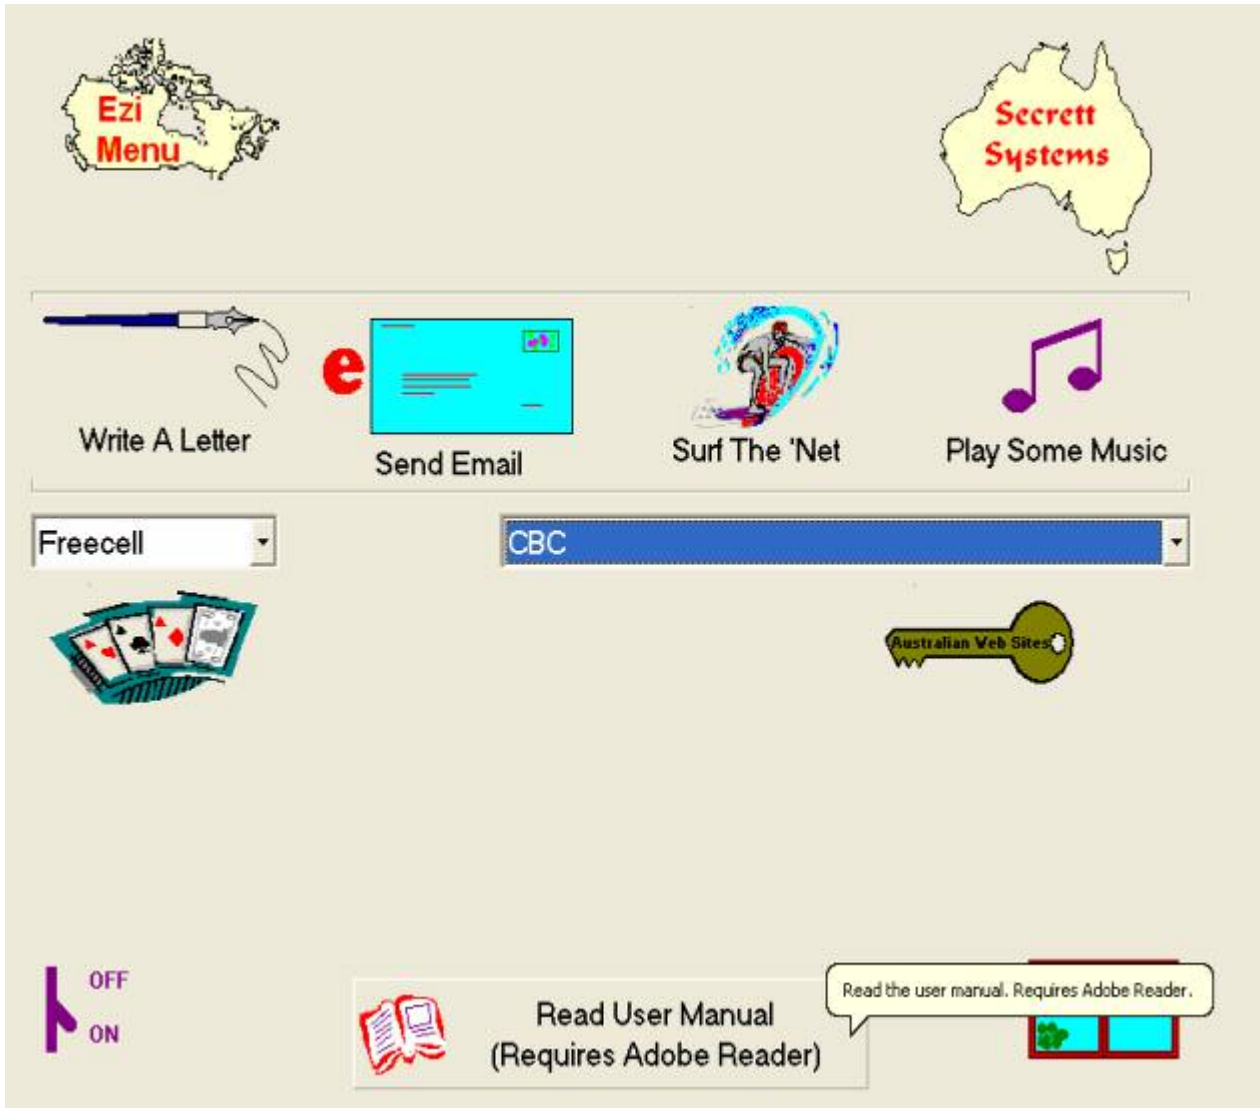 Ezi
Menu
Secrett
Systems
Write A Letter
e
Send Email
Surf The 'Net
Play Some Music
Freecell
CBC
Australian Web Sites
OFF
ON
Read User Manual
(Requires Adobe Reader)
Read the user manual. Requires Adobe Reader.